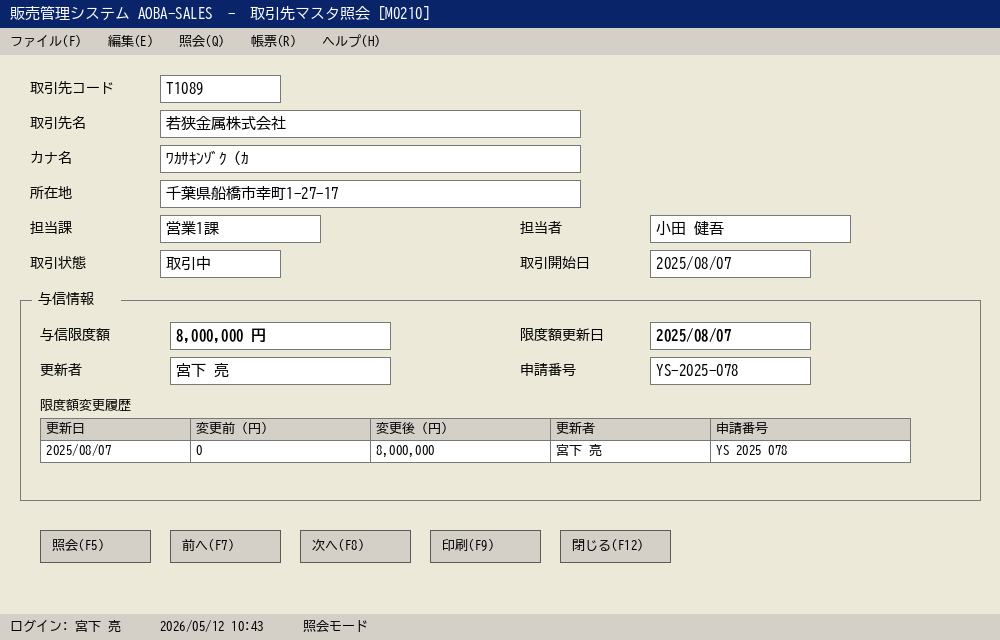 販売管理システム AOBA-SALES － 取引先マスタ照会 [M0210]
ファイル(F) 編集(E) 照会(Q) 帳票(R) ヘルプ(H)
取引先コード T1089
取引先名 若狭金属株式会社
カナ名 ﾜｶｻｷﾝｿﾞｸ (ｶ
所在地 千葉県船橋市幸町1-27-17
担当課 営業1課 担当者 小田 健吾
取引状態 取引中 取引開始日 2025/08/07
与信情報
与信限度額 8,000,000 円 限度額更新日 2025/08/07
更新者 宮下 亮 申請番号 YS-2025-078
限度額変更履歴
更新日 変更前（円） 変更後（円） 更新者 申請番号
2025/08/07 0 8,000,000 宮下 亮 YS 2025 078
照会(F5) 前へ(F7) 次へ(F8) 印刷(F9) 閉じる(F12)
ログイン: 宮下 亮 2026/05/12 10:43 照会モード